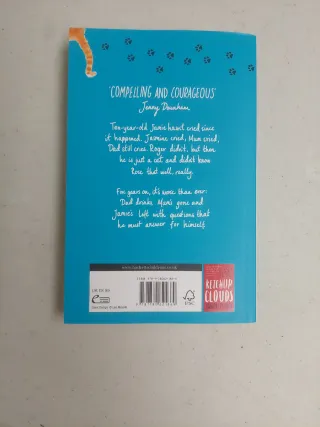 'COMPELLING AND COURAGEOUS'
Jenny Downham
Ten-year-old Jamie hasn't cried since
it happened. Jasmine cried, Mum cried,
Dad still cries. Roger didn't, but then
he is just a cat and didn't know
Rose that well, really.
Five years on, it's worse than ever:
Dad drinks, Mum's gone and
Jamie's left with questions that
he must answer for himself.
KETCHUP
CLOUDS
FSC